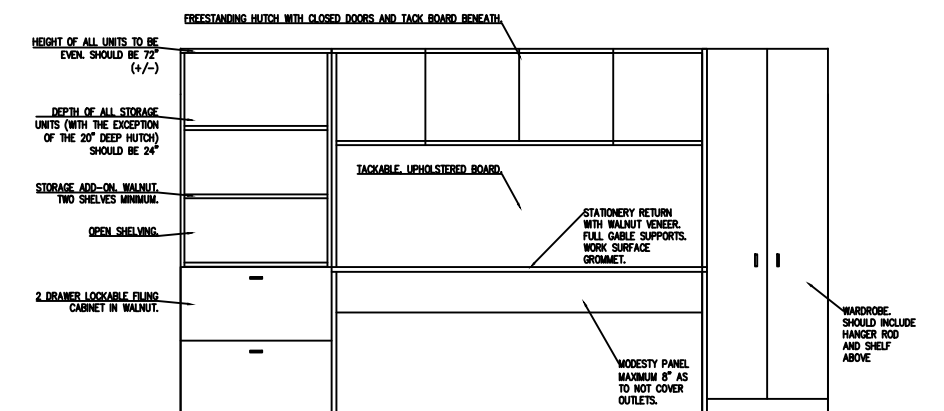 FREESTANDING HUTCH WITH CLOSED DOORS AND TACK BOARD BENEATH.
HEIGHT OF ALL UNITS TO BE
EVEN. SHOULD BE 72"
(+/-)
DEPTH OF ALL STORAGE
UNITS (WITH THE EXCEPTION
OF THE 20" DEEP HUTCH)
SHOULD BE 24"
STORAGE ADD-ON. WALNUT.
TWO SHELVES MINIMUM.
OPEN SHELVING.
2 DRAWER LOCKABLE FILING
CABINET IN WALNUT.
TACKABLE. UPHOLSTERED BOARD.
STATIONERY RETURN
WITH WALNUT VENEER.
FULL GABLE SUPPORTS.
WORK SURFACE
GROMMET.
MODESTY PANEL
MAXIMUM 8" AS
TO NOT COVER
OUTLETS.
WARDROBE.
SHOULD INCLUDE
HANGER ROD
AND SHELF
ABOVE